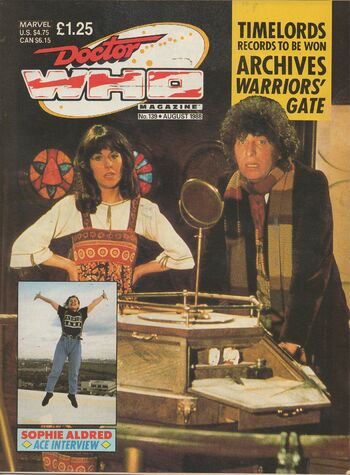 MARVEL
U.S. $4.75
CAN $6.15
£1.25
Doctor
WHO
MAGAZINE
No. 139 • AUGUST 1988
TIMELORDS
RECORDS TO BE WON
ARCHIVES
WARRIORS'
GATE
SOPHIE ALDRED
ACE INTERVIEW